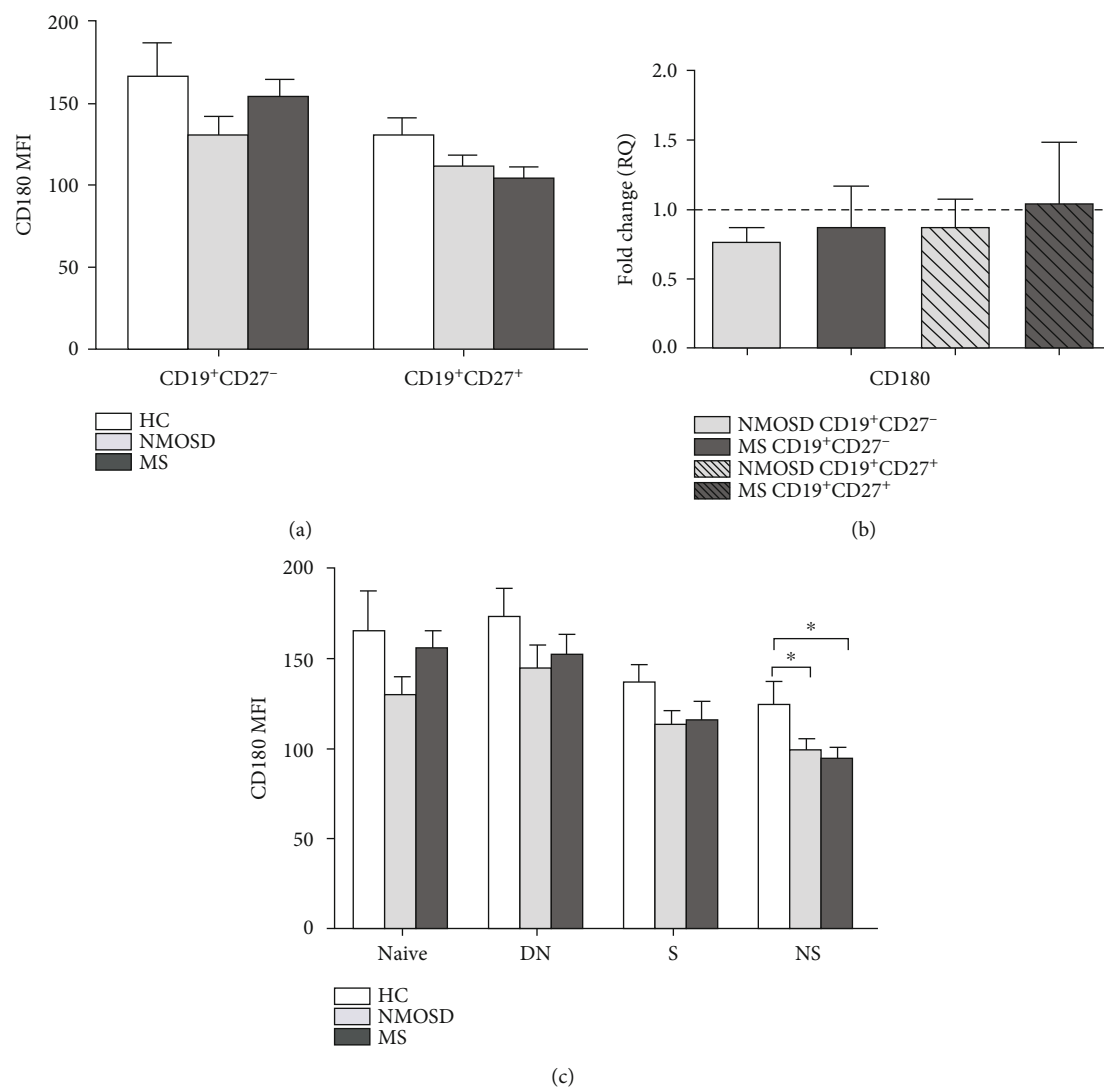 200
150
100
50
0
CD180 MFI
CD19⁺CD27⁻ CD19⁺CD27⁺
HC
NMOSD
MS
(a)
2.0
1.5
1.0
0.5
0.0
Fold change (RQ)
CD180
NMOSD CD19⁺CD27⁻
MS CD19⁺CD27⁻
NMOSD CD19⁺CD27⁺
MS CD19⁺CD27⁺
(b)
200
150
100
50
0
CD180 MFI
*
*
Naive DN S NS
HC
NMOSD
MS
(c)